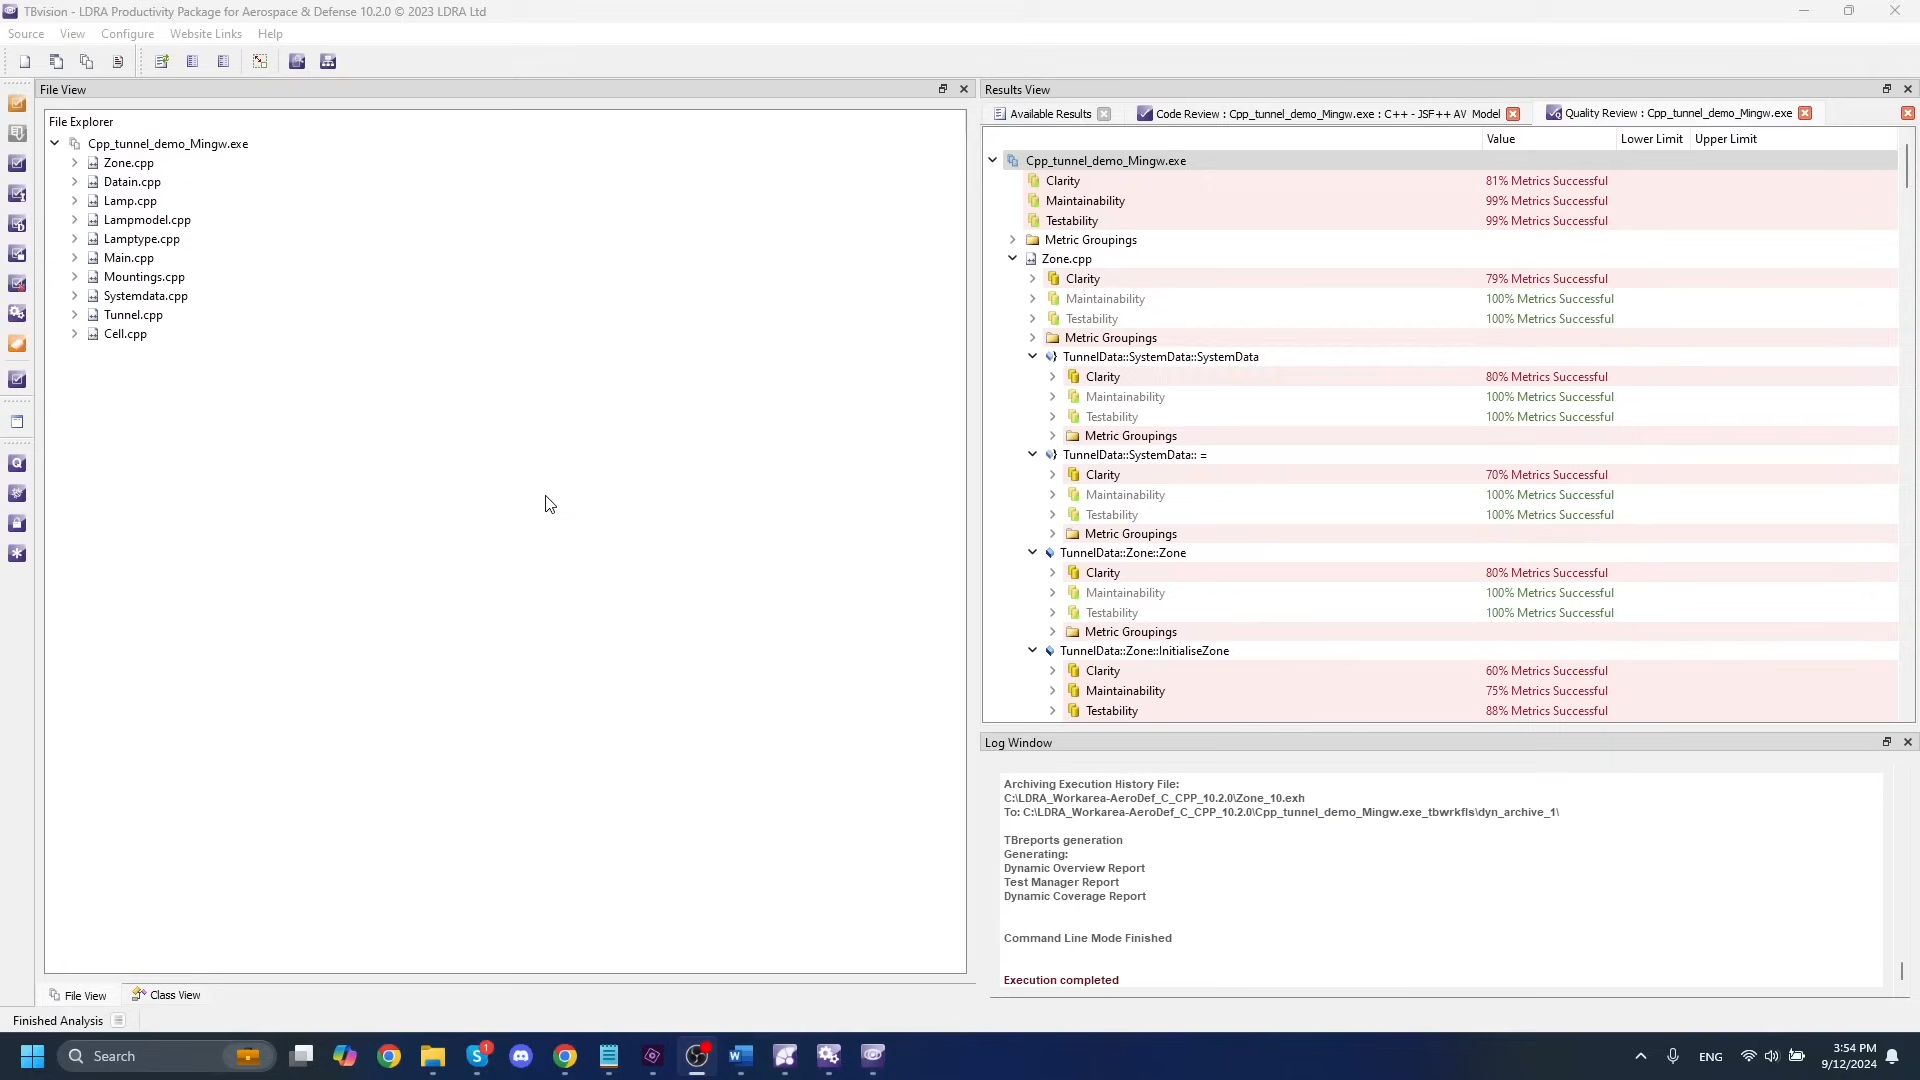 TBvision - LDRA Productivity Package for Aerospace & Defense 10.2.0 © 2023 LDRA Ltd
Source View Configure Website Links Help
File View
File Explorer
Cpp_tunnel_demo_Mingw.exe
Zone.cpp
Datain.cpp
Lamp.cpp
Lampmodel.cpp
Lamptype.cpp
Main.cpp
Mountings.cpp
Systemdata.cpp
Tunnel.cpp
Cell.cpp
File View Class View
Results View
Available Results Code Review : Cpp_tunnel_demo_Mingw.exe : C++ - JSF++ AV Model Quality Review : Cpp_tunnel_demo_Mingw.exe
Value Lower Limit Upper Limit
Cpp_tunnel_demo_Mingw.exe
Clarity 81% Metrics Successful
Maintainability 99% Metrics Successful
Testability 99% Metrics Successful
Metric Groupings
Zone.cpp
Clarity 79% Metrics Successful
Maintainability 100% Metrics Successful
Testability 100% Metrics Successful
Metric Groupings
TunnelData::SystemData::SystemData
Clarity 80% Metrics Successful
Maintainability 100% Metrics Successful
Testability 100% Metrics Successful
Metric Groupings
TunnelData::SystemData:: =
Clarity 70% Metrics Successful
Maintainability 100% Metrics Successful
Testability 100% Metrics Successful
Metric Groupings
TunnelData::Zone::Zone
Clarity 80% Metrics Successful
Maintainability 100% Metrics Successful
Testability 100% Metrics Successful
Metric Groupings
TunnelData::Zone::InitialiseZone
Clarity 60% Metrics Successful
Maintainability 75% Metrics Successful
Testability 88% Metrics Successful
Log Window
Archiving Execution History File:
C:\LDRA_Workarea-AeroDef_C_CPP_10.2.0\Zone_10.exh
To: C:\LDRA_Workarea-AeroDef_C_CPP_10.2.0\Cpp_tunnel_demo_Mingw.exe_tbwrkfls\dyn_archive_1\
TBreports generation
Generating:
Dynamic Overview Report
Test Manager Report
Dynamic Coverage Report
Command Line Mode Finished
Execution completed
Finished Analysis
Search
1
ENG
3:54 PM
9/12/2024